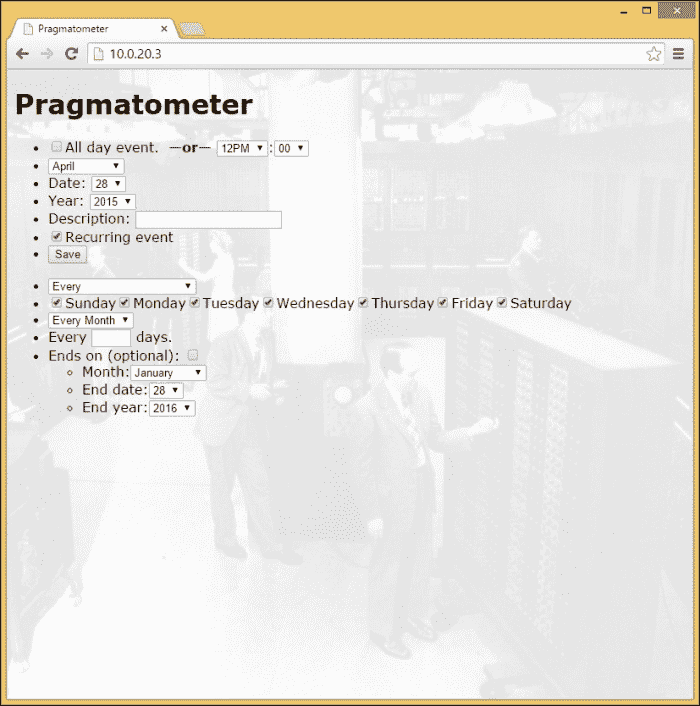 Pragmatometer
10.0.20.3
Pragmatometer
All day event. —or— 12PM : 00
April
Date: 28
Year: 2015
Description:
Recurring event
Save
Every
Sunday Monday Tuesday Wednesday Thursday Friday Saturday
Every Month
Every days.
Ends on (optional):
Month: January
End date: 28
End year: 2016